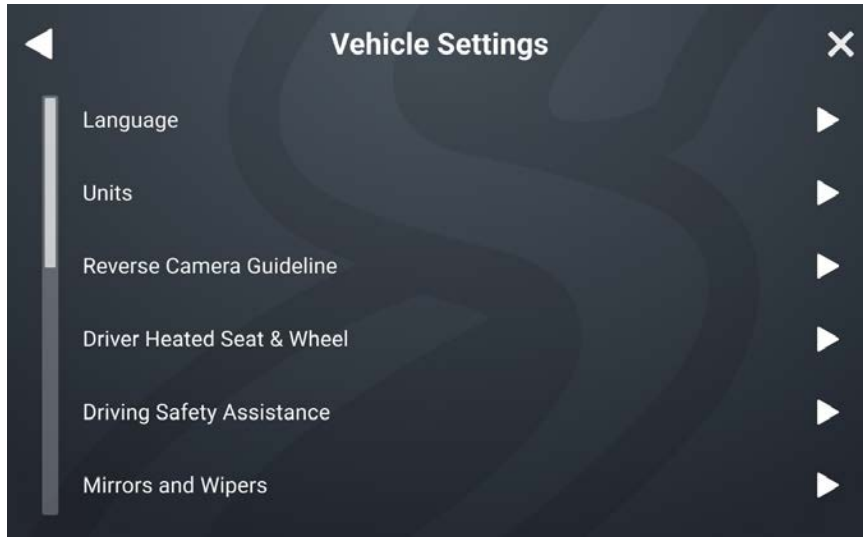 Vehicle Settings
Language
Units
Reverse Camera Guideline
Driver Heated Seat & Wheel
Driving Safety Assistance
Mirrors and Wipers